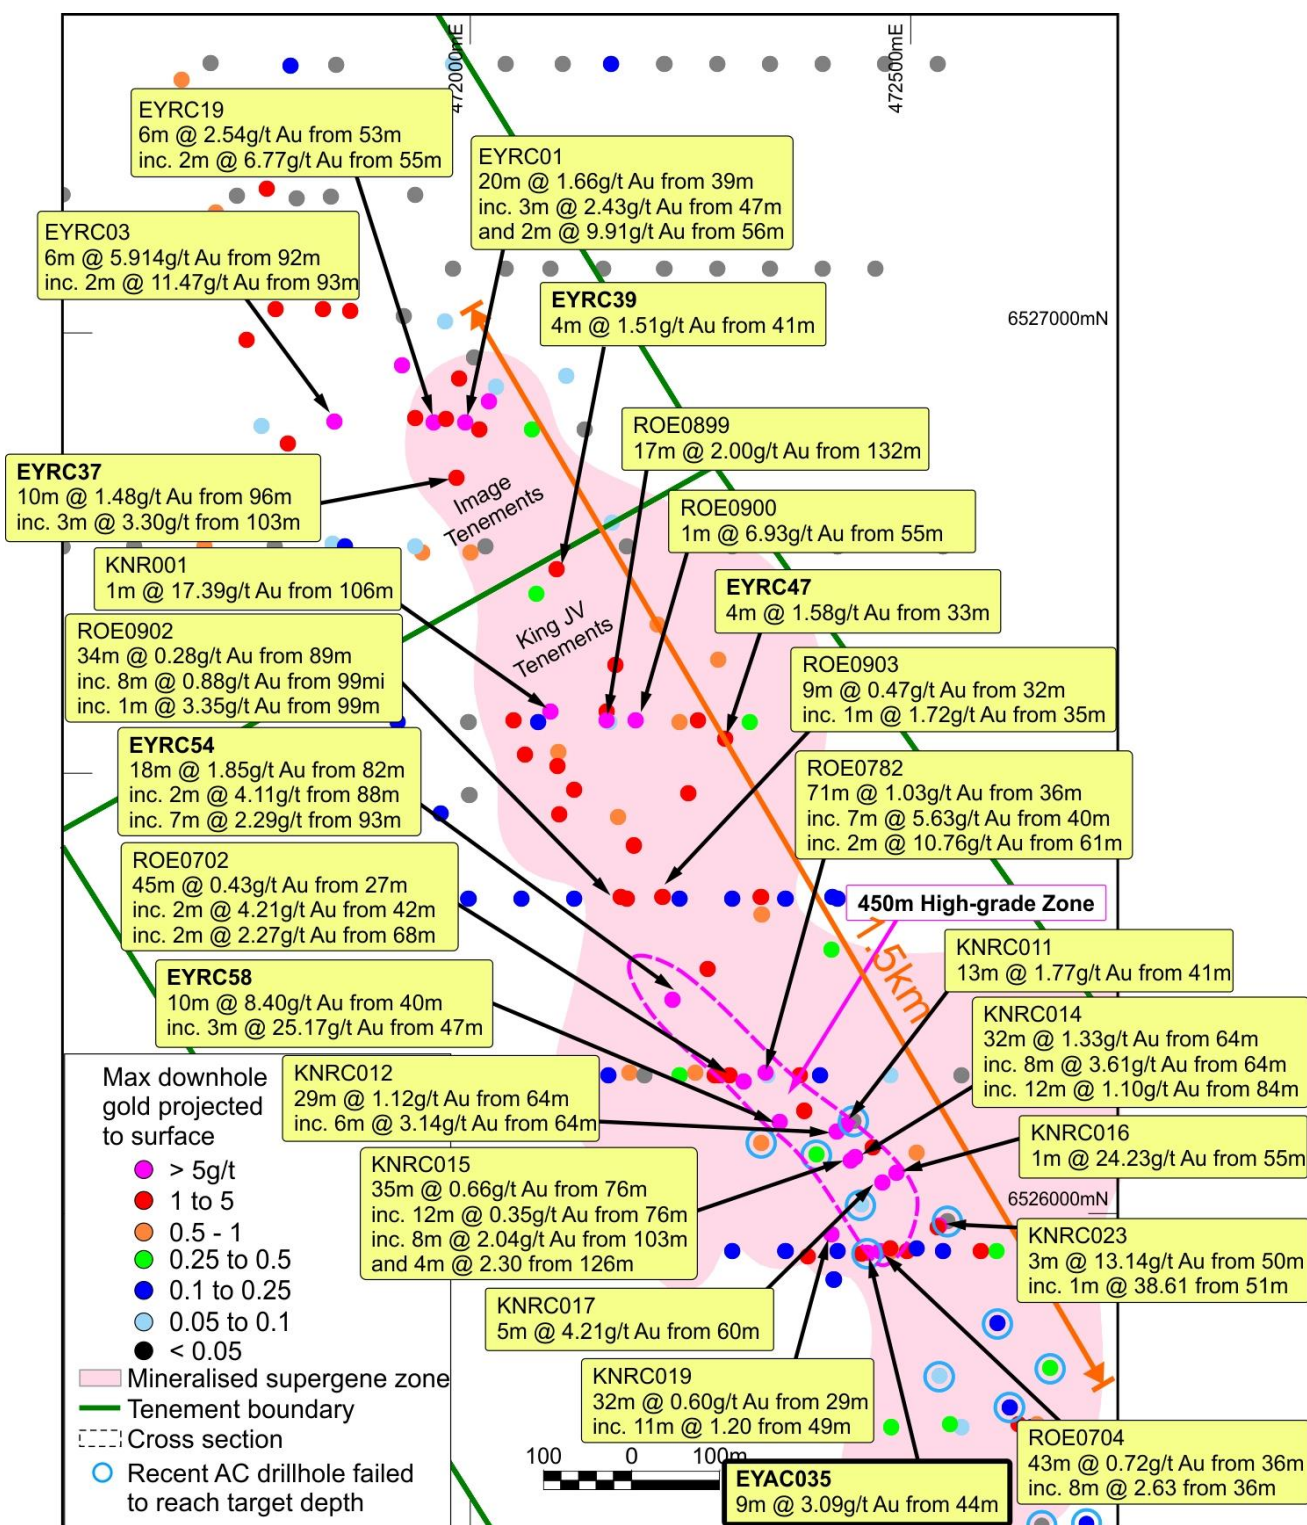 472000mE
472500mE
EYRC19
6m @ 2.54g/t Au from 53m
inc. 2m @ 6.77g/t Au from 55m
EYRC01
20m @ 1.66g/t Au from 39m
inc. 3m @ 2.43g/t Au from 47m
and 2m @ 9.91g/t Au from 56m
EYRC03
6m @ 5.914g/t Au from 92m
inc. 2m @ 11.47g/t Au from 93m
EYRC39
4m @ 1.51g/t Au from 41m
6527000mN
ROE0899
17m @ 2.00g/t Au from 132m
EYRC37
10m @ 1.48g/t Au from 96m
inc. 3m @ 3.30g/t from 103m
Image
Tenements
ROE0900
1m @ 6.93g/t Au from 55m
KNR001
1m @ 17.39g/t Au from 106m
EYRC47
4m @ 1.58g/t Au from 33m
King JV
Tenements
ROE0902
34m @ 0.28g/t Au from 89m
inc. 8m @ 0.88g/t Au from 99mi
inc. 1m @ 3.35g/t Au from 99m
ROE0903
9m @ 0.47g/t Au from 32m
inc. 1m @ 1.72g/t Au from 35m
EYRC54
18m @ 1.85g/t Au from 82m
inc. 2m @ 4.11g/t from 88m
inc. 7m @ 2.29g/t from 93m
ROE0782
71m @ 1.03g/t Au from 36m
inc. 7m @ 5.63g/t Au from 40m
inc. 2m @ 10.76g/t Au from 61m
ROE0702
45m @ 0.43g/t Au from 27m
inc. 2m @ 4.21g/t Au from 42m
inc. 2m @ 2.27g/t Au from 68m
450m High-grade Zone
1.5km
KNRC011
13m @ 1.77g/t Au from 41m
EYRC58
10m @ 8.40g/t Au from 40m
inc. 3m @ 25.17g/t Au from 47m
KNRC014
32m @ 1.33g/t Au from 64m
inc. 8m @ 3.61g/t Au from 64m
inc. 12m @ 1.10g/t Au from 84m
KNRC012
29m @ 1.12g/t Au from 64m
inc. 6m @ 3.14g/t Au from 64m
KNRC016
1m @ 24.23g/t Au from 55m
KNRC015
35m @ 0.66g/t Au from 76m
inc. 12m @ 0.35g/t Au from 76m
inc. 8m @ 2.04g/t Au from 103m
and 4m @ 2.30 from 126m
6526000mN
KNRC023
3m @ 13.14g/t Au from 50m
inc. 1m @ 38.61 from 51m
KNRC017
5m @ 4.21g/t Au from 60m
KNRC019
32m @ 0.60g/t Au from 29m
inc. 11m @ 1.20 from 49m
ROE0704
43m @ 0.72g/t Au from 36m
inc. 8m @ 2.63 from 36m
EYAC035
9m @ 3.09g/t Au from 44m
100 0 100m
Max downhole
gold projected
to surface
> 5g/t
1 to 5
0.5 - 1
0.25 to 0.5
0.1 to 0.25
0.05 to 0.1
< 0.05
Mineralised supergene zone
Tenement boundary
Cross section
Recent AC drillhole failed
to reach target depth